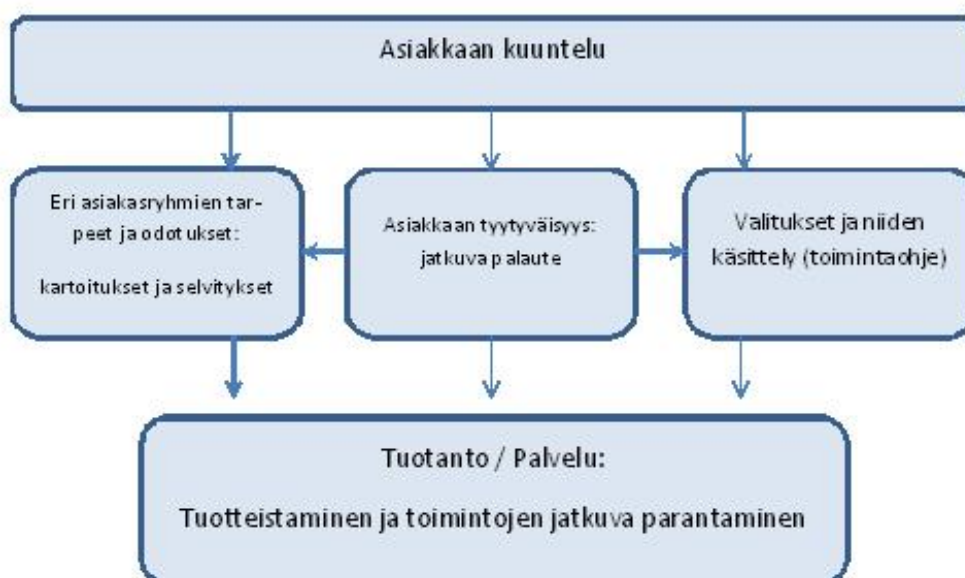 Asiakkaan kuuntelu
Eri asiakasryhmien tar-
peet ja odotukset:
kartoitukset ja selvitykset
Asiakkaan tyytyväisyys:
jatkuva palaute
Valitukset ja niiden
käsittely (toimintaohje)
Tuotanto / Palvelu:
Tuotteistaminen ja toimintojen jatkuva parantaminen